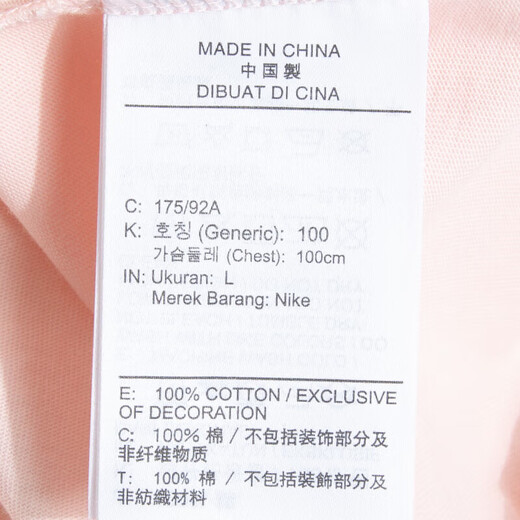 MADE IN CHINA
中国製
DIBUAT DI CINA
C: 175/92A
K: 호칭 (Generic): 100
가슴둘레 (Chest): 100cm
IN: Ukuran: L
Merek Barang: Nike
E: 100% COTTON / EXCLUSIVE
OF DECORATION
C: 100% 棉 / 不包括装饰部分及
非纤维物质
T: 100% 棉 / 不包括裝飾部分及
非紡織材料